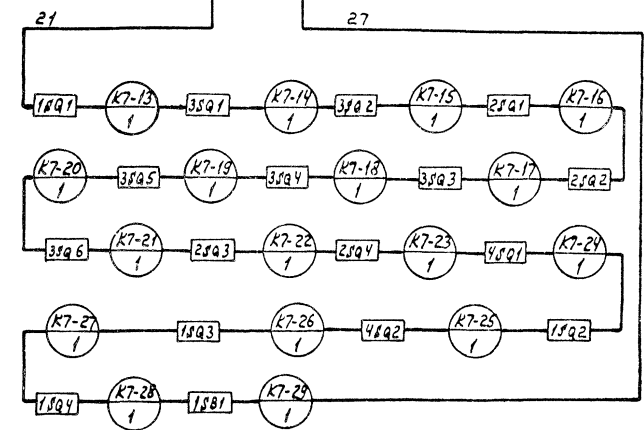 21 27
1SQ1 K7-13 3SQ1 K7-14 3SQ2 K7-15 2SQ1 K7-16
1 1 1 1
K7-20 3SQ5 K7-19 3SQ4 K7-18 3SQ3 K7-17 2SQ2
1 1 1 1
3SQ6 K7-21 2SQ3 K7-22 2SQ4 K7-23 4SQ1 K7-24
1 1 1 1
K7-27 1SQ3 K7-26 4SQ2 K7-25 1SQ2
1 1 1
1SQ4 K7-28 1SB1 K7-29
1 1